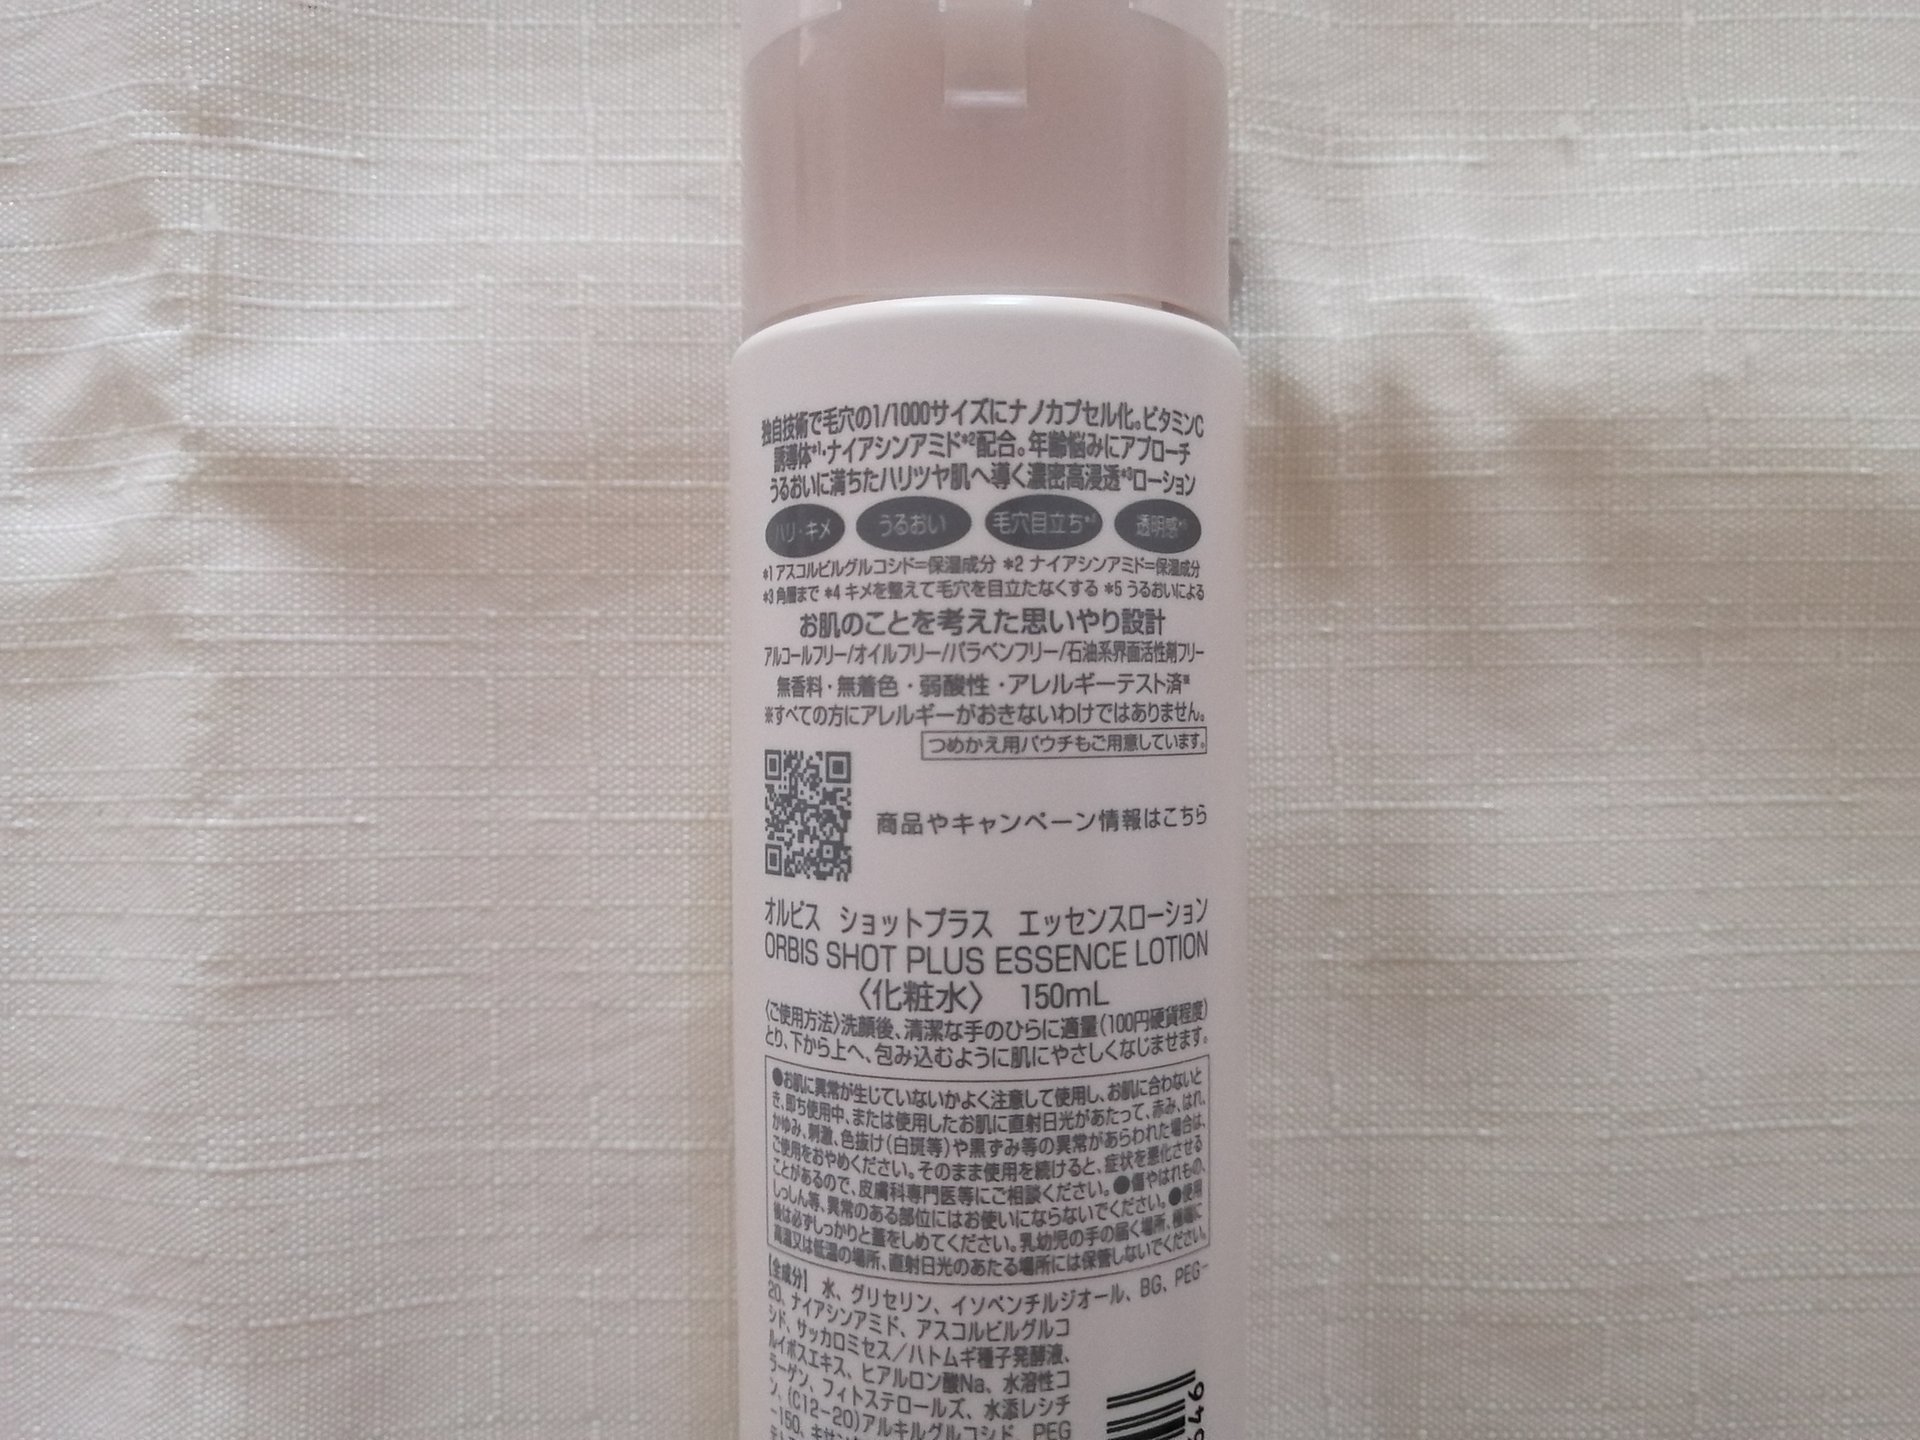 独自技術で毛穴の1/1000サイズにナノカプセル化。ビタミンC
誘導体*1・ナイアシンアミド*2配合。年齢悩みにアプローチ
うるおいに満ちたハリツヤ肌へ導く濃密高浸透*3ローション
ハリ・キメ うるおい 毛穴目立ち*4 透明感*5
*1 アスコルビルグルコシド=保湿成分 *2 ナイアシンアミド=保湿成分
*3 角層まで *4 キメを整えて毛穴を目立たなくする *5 うるおいによる
お肌のことを考えた思いやり設計
アルコールフリー/オイルフリー/パラベンフリー/石油系界面活性剤フリー
無香料・無着色・弱酸性・アレルギーテスト済※
※すべての方にアレルギーがおきないわけではありません。
つめかえ用パウチもご用意しています。
商品やキャンペーン情報はこちら
オルビス ショットプラス エッセンスローション
ORBIS SHOT PLUS ESSENCE LOTION
〈化粧水〉 150mL
〈ご使用方法〉洗顔後、清潔な手のひらに適量(100円硬貨程度)
とり、下から上へ、包み込むように肌にやさしくなじませます。
●お肌に異常が生じていないかよく注意して使用し、お肌に合わないと
き、即ち使用中、または使用したお肌に直射日光があたって、赤み、はれ、
かゆみ、刺激、色抜け(白斑等)や黒ずみ等の異常があらわれた場合は、
ご使用をおやめください。そのまま使用を続けると、症状を悪化させる
ことがあるので、皮膚科専門医等にご相談ください。●傷やはれもの、
しっしん等、異常のある部位にはお使いにならないでください。●使用
後は必ずしっかりと蓋をしめてください。乳幼児の手の届く場所、極端に
高温又は低温の場所、直射日光のあたる場所には保管しないでください。
【全成分】 水、グリセリン、イソペンチルジオール、BG、PEG-
20、ナイアシンアミド、アスコルビルグルコ
シド、サッカロミセス/ハトムギ種子発酵液、
ルイボスエキス、ヒアルロン酸Na、水溶性コ
ラーゲン、フィトステロールズ、水添レシチ
ン、(C12-20)アルキルグルコシド、PEG
-150、キサン